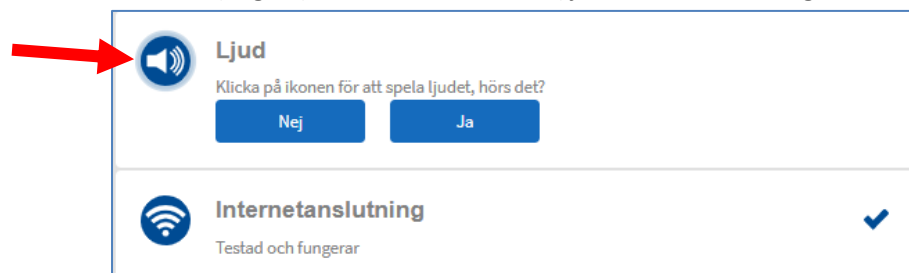 Ljud
Klicka på ikonen för att spela ljudet, hörs det?
Nej Ja
Internetanslutning
Testad och fungerar